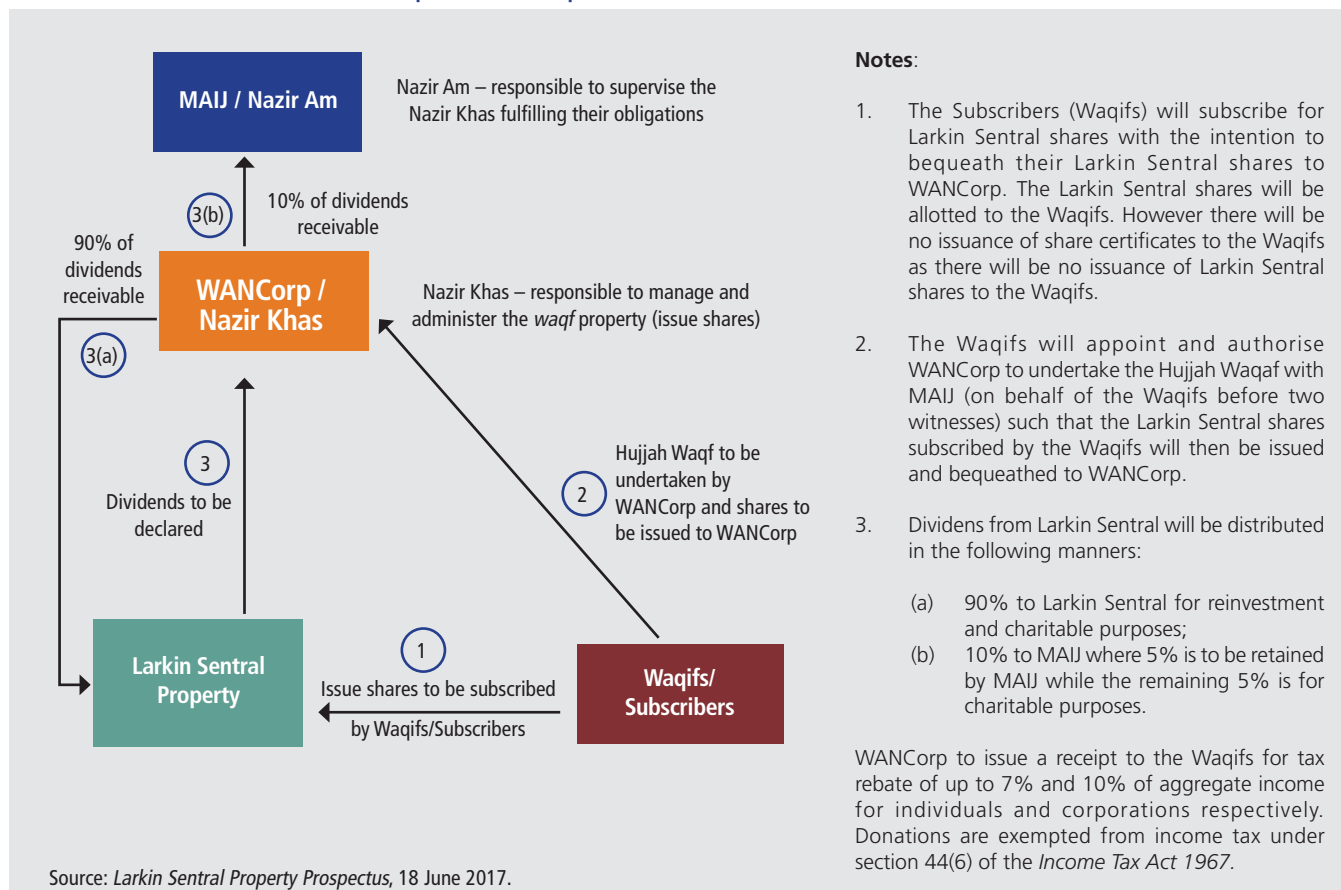 MAIJ / Nazir Am
Nazir Am – responsible to supervise the
Nazir Khas fulfilling their obligations
3(b)
10% of dividends
receivable
90% of
dividends
receivable
WANCorp /
Nazir Khas
Nazir Khas – responsible to manage and
administer the waqf property (issue shares)
3(a)
3
Dividends to be
declared
2
Hujjah Waqf to be
undertaken by
WANCorp and shares to
be issued to WANCorp
Larkin Sentral
Property
1
Issue shares to be subscribed
by Waqifs/Subscribers
Waqifs/
Subscribers
Source: Larkin Sentral Property Prospectus, 18 June 2017.
Notes:
1. The Subscribers (Waqifs) will subscribe for
Larkin Sentral shares with the intention to
bequeath their Larkin Sentral shares to
WANCorp. The Larkin Sentral shares will be
allotted to the Waqifs. However there will be
no issuance of share certificates to the Waqifs
as there will be no issuance of Larkin Sentral
shares to the Waqifs.
2. The Waqifs will appoint and authorise
WANCorp to undertake the Hujjah Waqaf with
MAIJ (on behalf of the Waqifs before two
witnesses) such that the Larkin Sentral shares
subscribed by the Waqifs will then be issued
and bequeathed to WANCorp.
3. Dividens from Larkin Sentral will be distributed
in the following manners:
(a) 90% to Larkin Sentral for reinvestment
and charitable purposes;
(b) 10% to MAIJ where 5% is to be retained
by MAIJ while the remaining 5% is for
charitable purposes.
WANCorp to issue a receipt to the Waqifs for tax
rebate of up to 7% and 10% of aggregate income
for individuals and corporations respectively.
Donations are exempted from income tax under
section 44(6) of the Income Tax Act 1967.